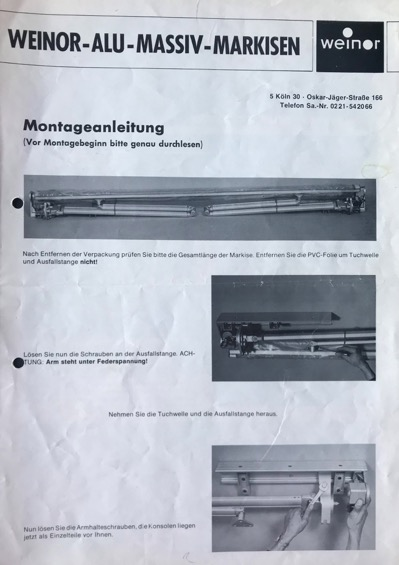 WEINOR-ALU-MASSIV-MARKISEN
weinor
5 Köln 30 - Oskar-Jäger-Straße 166
Telefon Sa.-Nr. 0221-542066
Montageanleitung
(Vor Montagebeginn bitte genau durchlesen)
Nach Entfernen der Verpackung prüfen Sie bitte die Gesamtlänge der Markise. Entfernen Sie die PVC-Folie um Tuchwelle
und Ausfallstange nicht!
Lösen Sie nun die Schrauben an der Ausfallstange. ACH-
TUNG: Arm steht unter Federspannung!
Nehmen Sie die Tuchwelle und die Ausfallstange heraus.
Nun lösen Sie die Armhalteschrauben, die Konsolen liegen
jetzt als Einzelteile vor Ihnen.